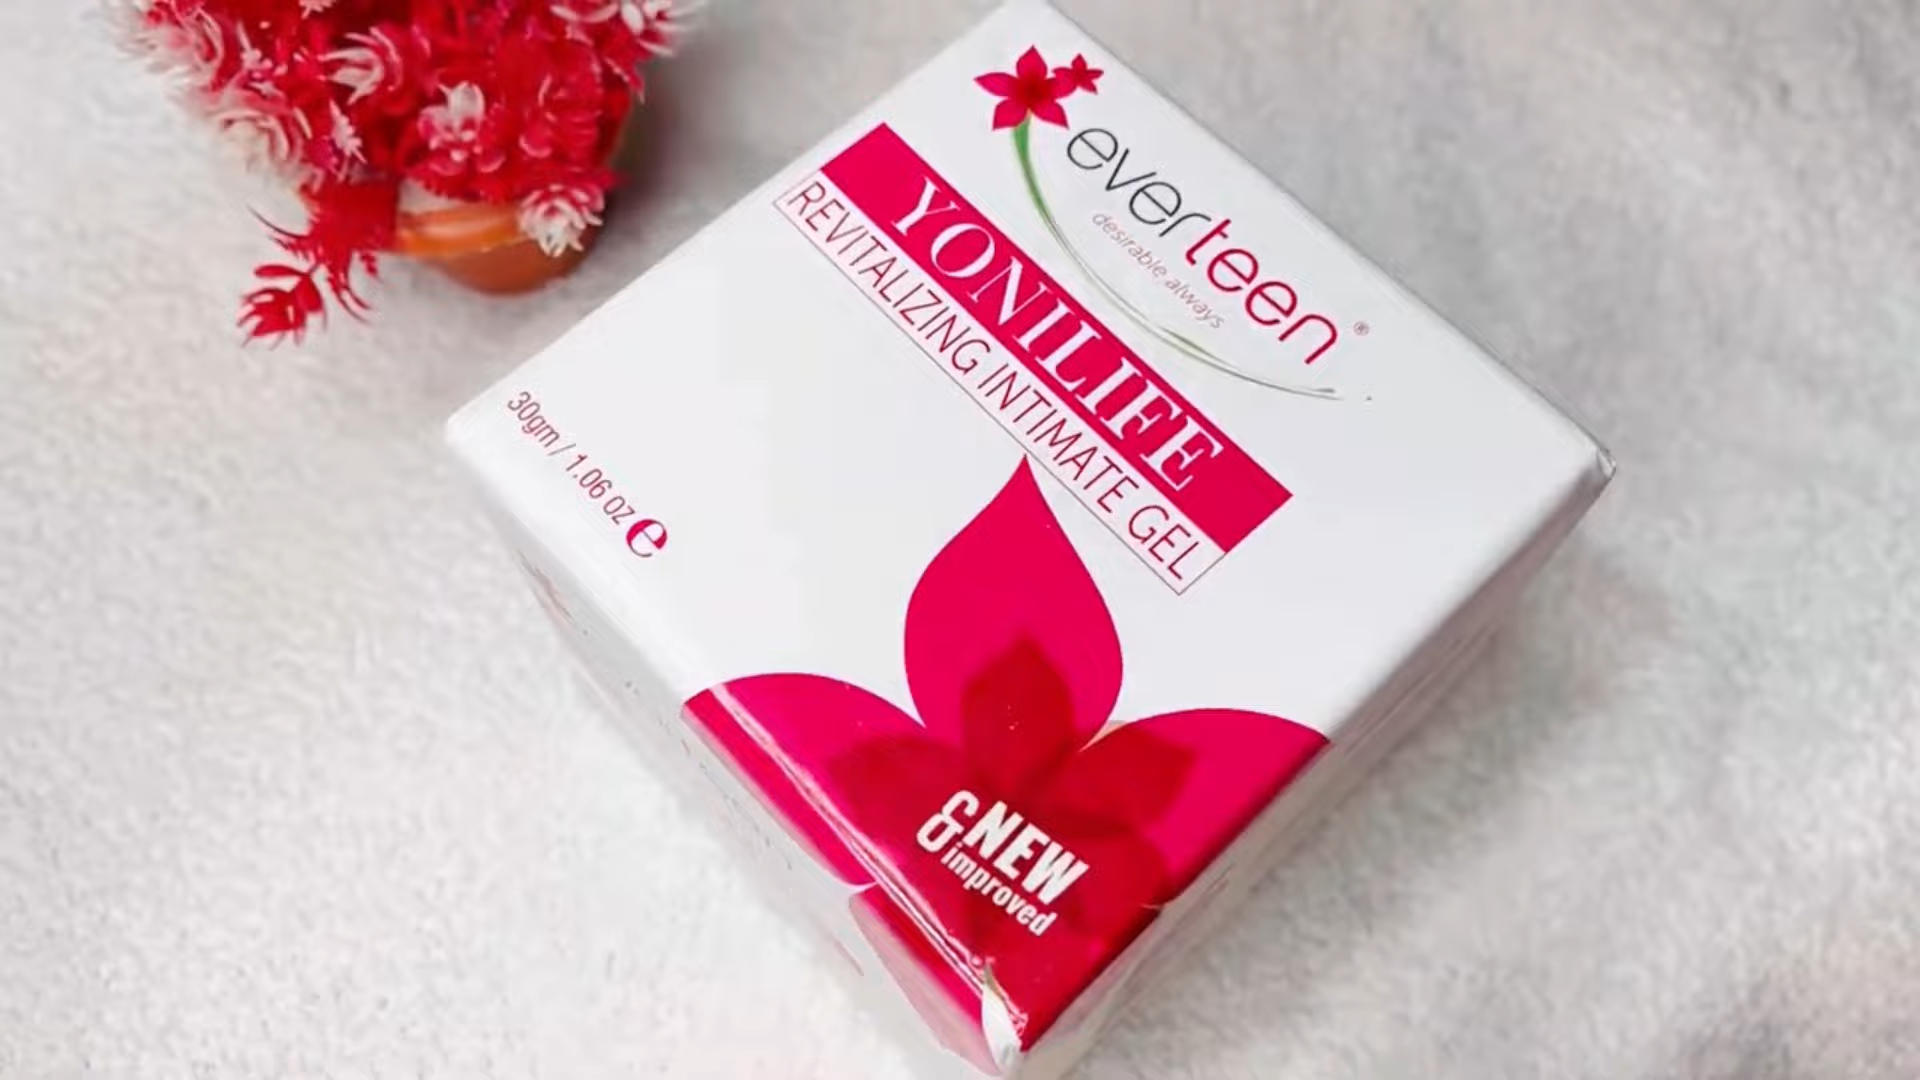 everteen®
desirable, always
YONILIFE
REVITALIZING INTIMATE GEL
30gm / 1.06 oz e
& NEW
improved